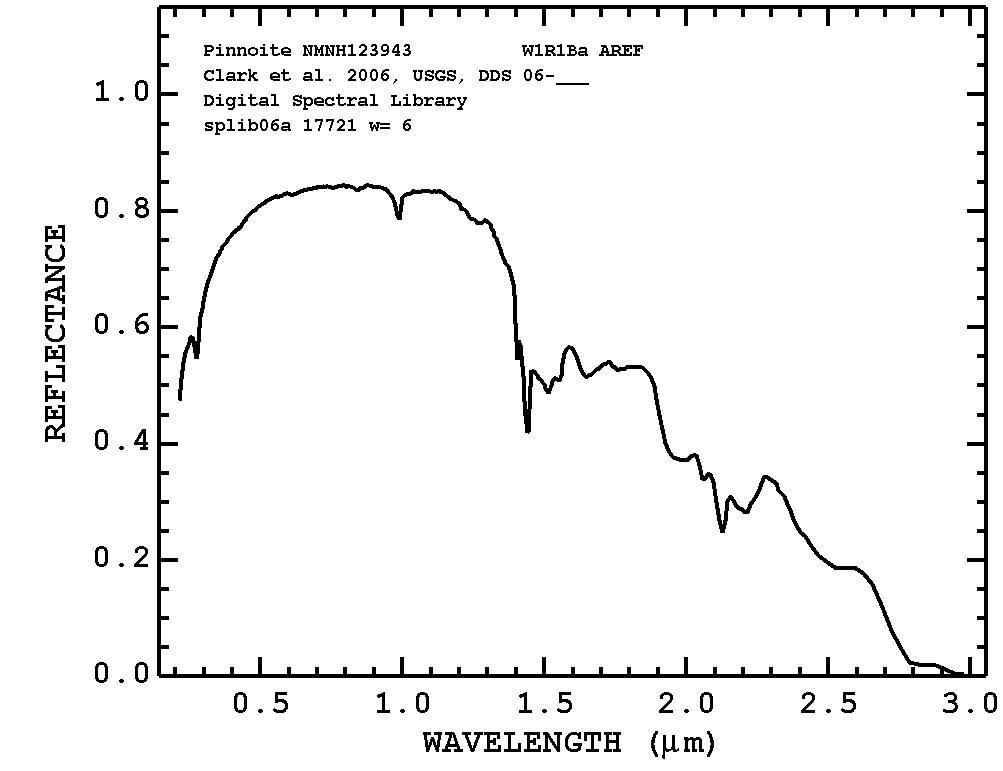 Pinnoite NMNH123943 W1R1Ba AREF
Clark et al. 2006, USGS, DDS 06-___
Digital Spectral Library
splib06a 17721 w= 6
1.0
0.8
0.6
0.4
0.2
0.0
REFLECTANCE
0.5 1.0 1.5 2.0 2.5 3.0
WAVELENGTH (μm)